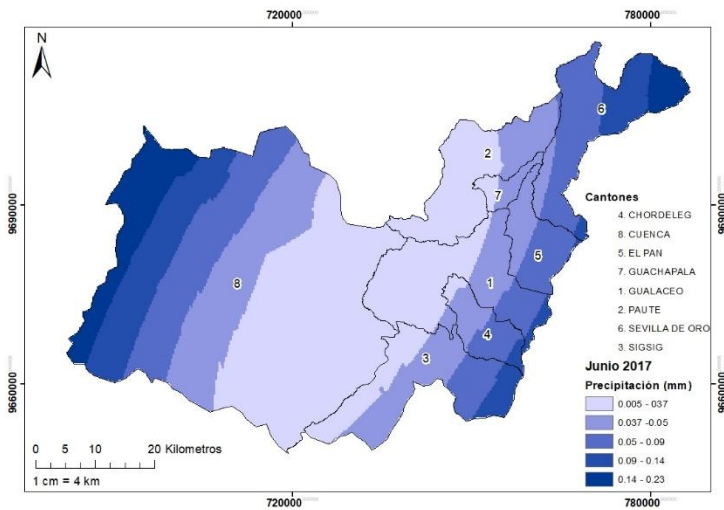 720000 780000
N
6
2
7
9690000 9690000
Cantones
4. CHORDELEG
8. CUENCA
5. EL PAN
7. GUACHAPALA
1. GUALACEO
2. PAUTE
6. SEVILLA DE ORO
3. SIGSIG
5
8
1
4
3
Junio 2017
Precipitación (mm)
0.005 - 037
0.037 -0.05
0.05 - 0.09
0.09 - 0.14
0.14 - 0.23
9660000 9660000
0 5 10 20 Kilometros
1 cm = 4 km
720000 780000